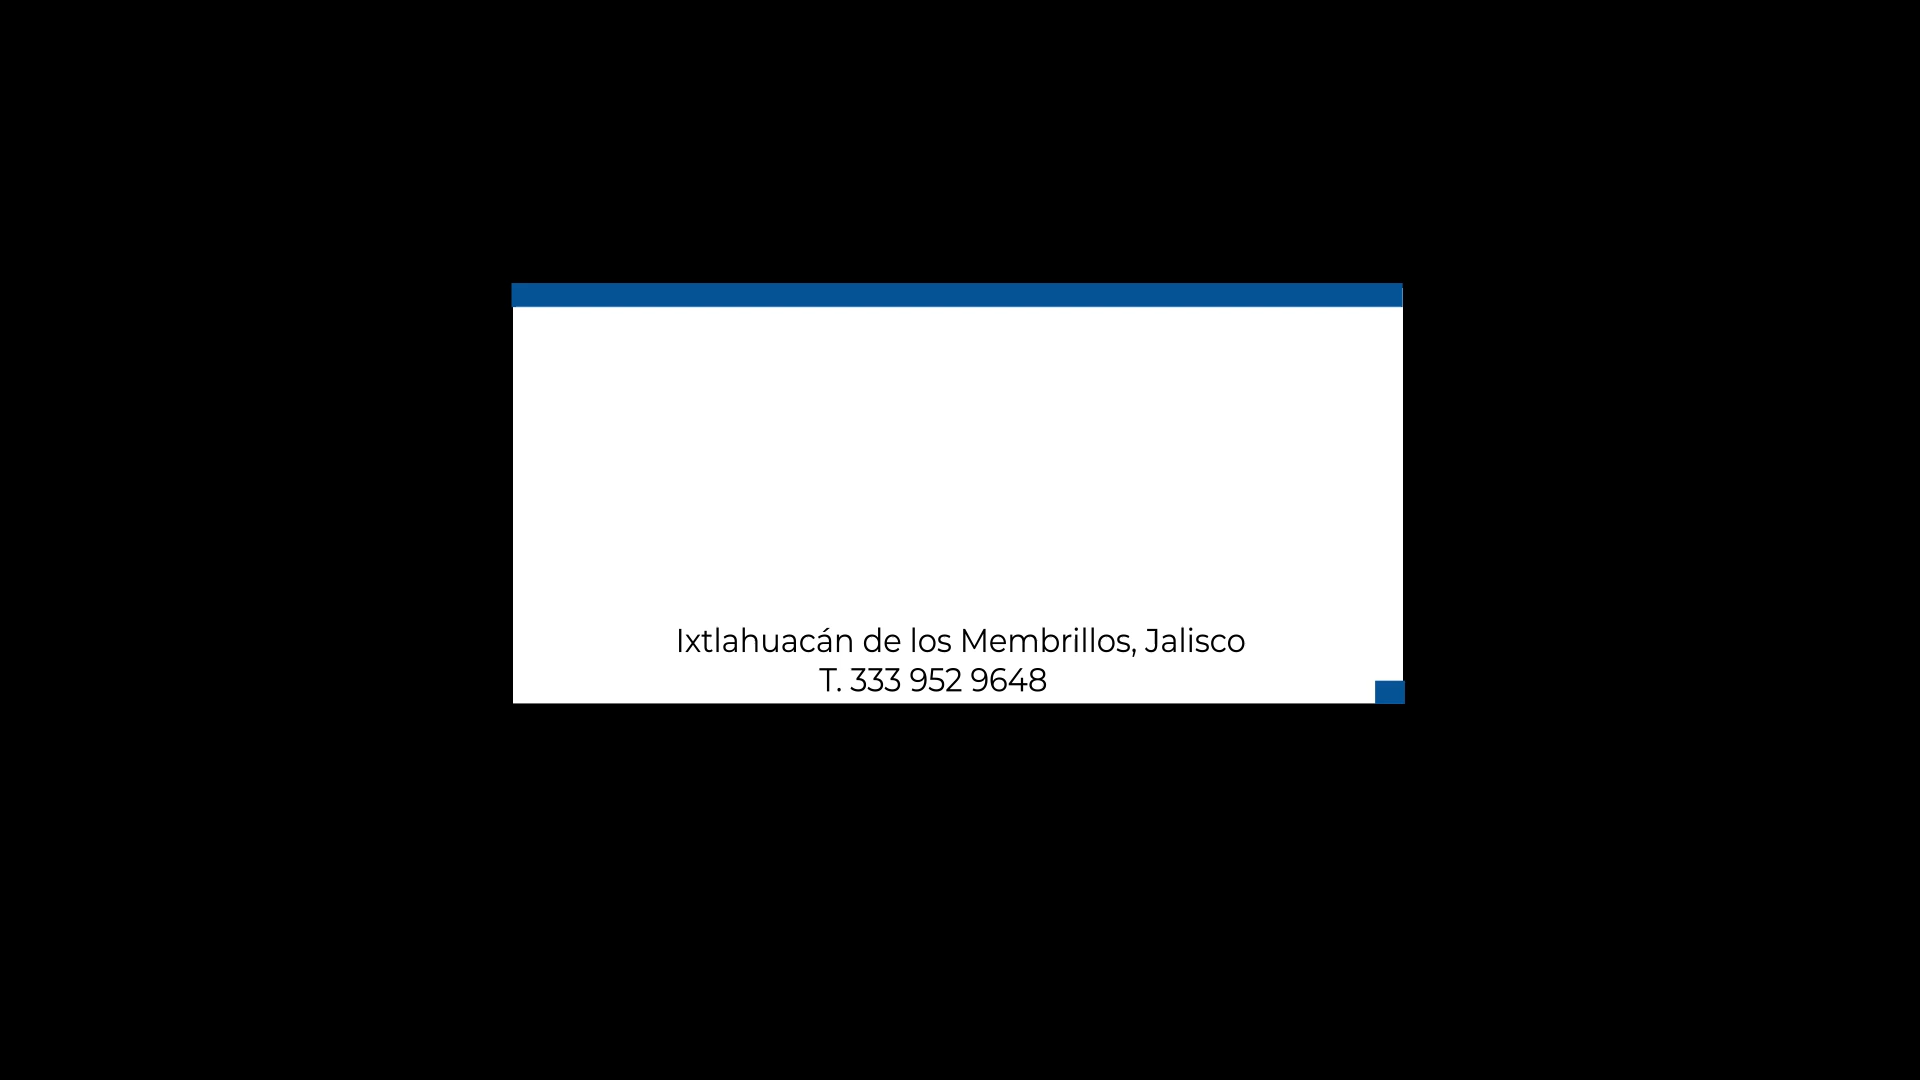 Ixtlahuacán de los Membrillos, Jalisco
T. 333 952 9648